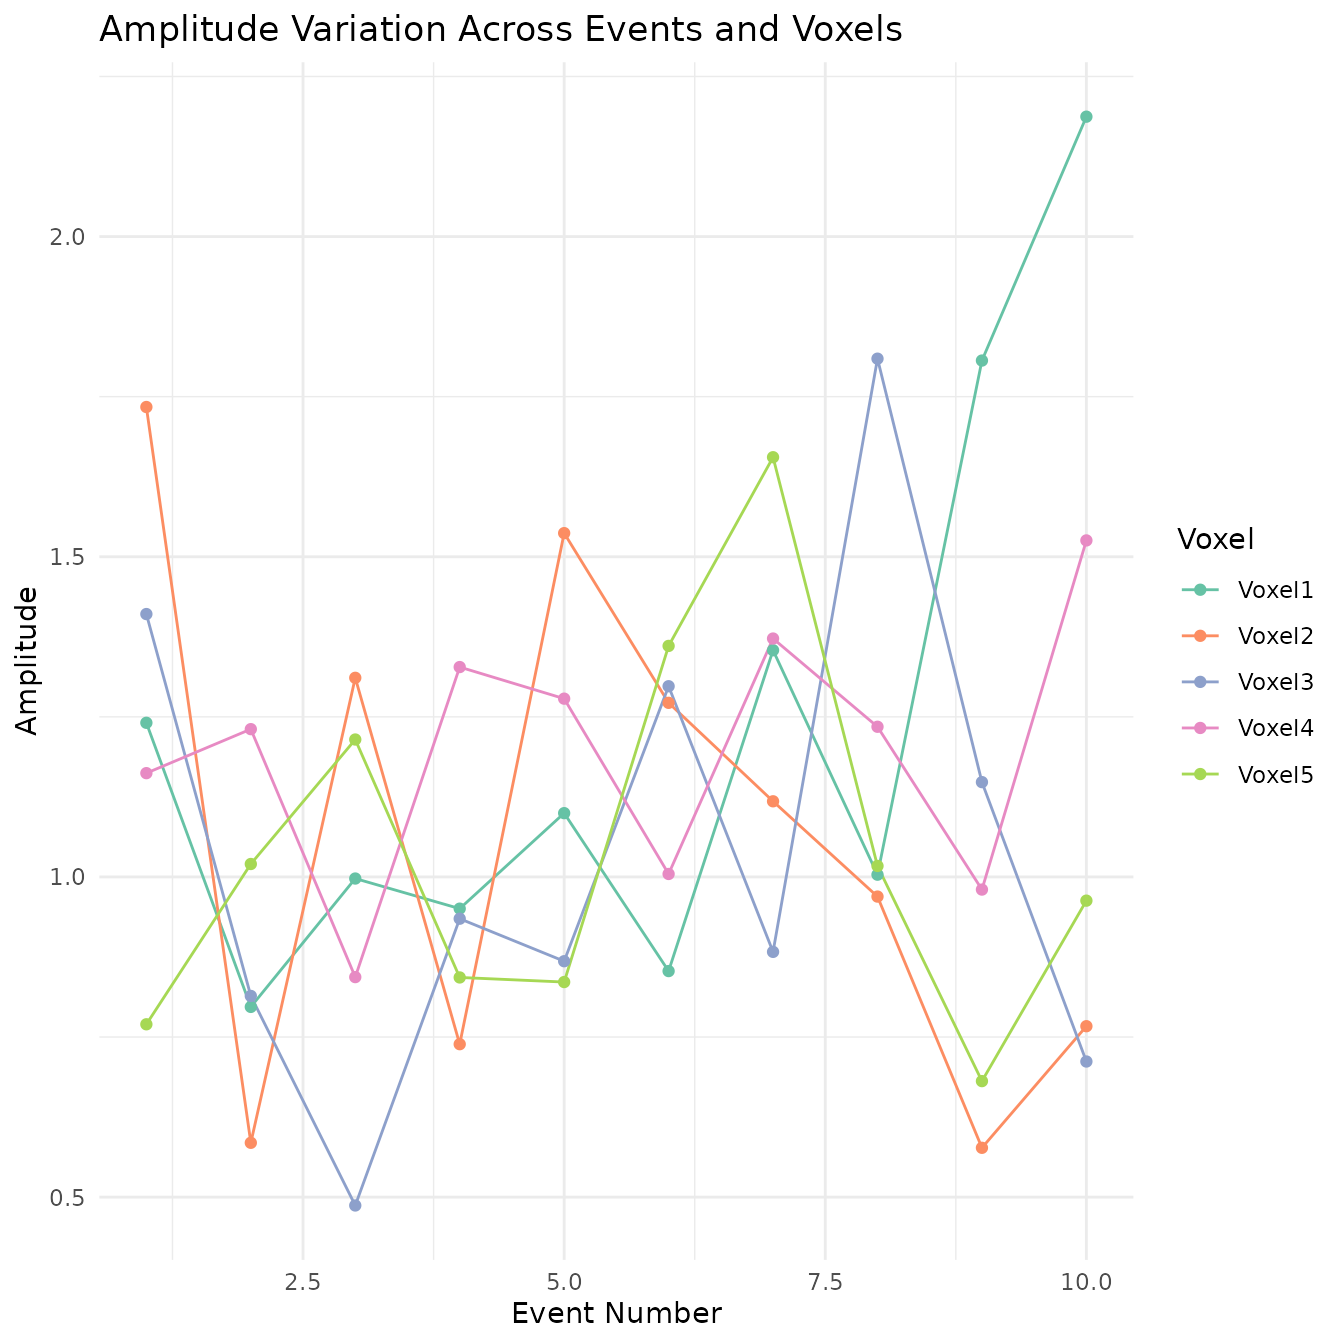 Amplitude Variation Across Events and Voxels
Amplitude
2.0
1.5
1.0
0.5
2.5
5.0
7.5
10.0
Event Number
Voxel
Voxel1
Voxel2
Voxel3
Voxel4
Voxel5